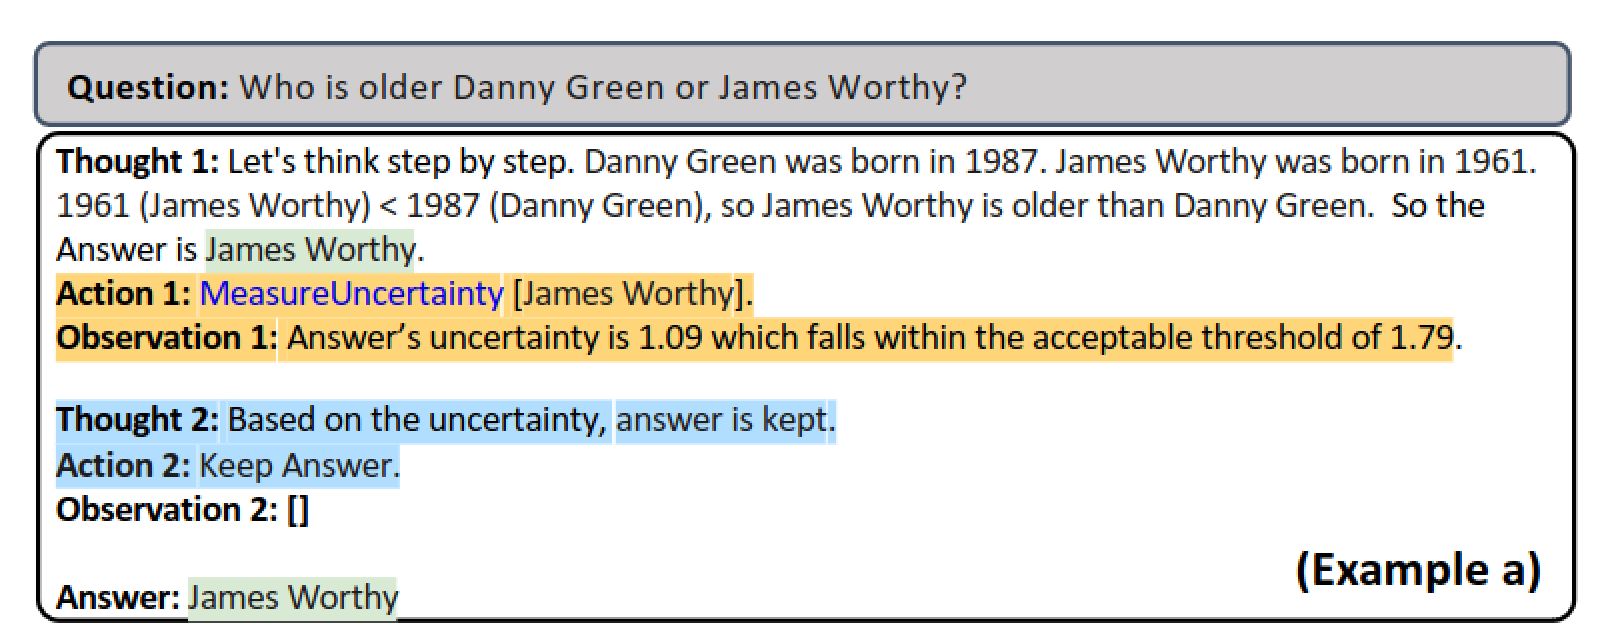 Question: Who is older Danny Green or James Worthy?
Thought 1: Let's think step by step. Danny Green was born in 1987. James Worthy was born in 1961.
1961 (James Worthy) < 1987 (Danny Green), so James Worthy is older than Danny Green.  So the
Answer is James Worthy.
Action 1: MeasureUncertainty [James Worthy].
Observation 1: Answer’s uncertainty is 1.09 which falls within the acceptable threshold of 1.79.
Thought 2: Based on the uncertainty, answer is kept.
Action 2: Keep Answer.
Observation 2: []
(Example a)
Answer: James Worthy